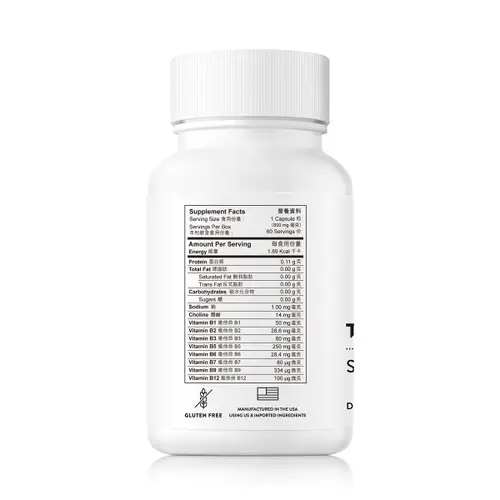 Supplement Facts 營養資料
Serving Size 食用份量: 1 Capsule 粒
(500 mg 毫克)
Servings Per Box 60 Servings 份
本包裝含食用份量:
Amount Per Serving 每食用份量
Energy 能量 1.89 Kcal 千卡
Protein 蛋白質 0.11 g 克
Total Fat 總脂肪 0.00 g 克
Saturated Fat 飽和脂肪 0.00 g 克
Trans Fat 反式脂肪 0.00 g 克
Carbohydrates 碳水化合物 0.00 g 克
Sugars 糖 0.00 g 克
Sodium 鈉 1.00 mg 毫克
Choline 膽鹼 14 mg 毫克
Vitamin B1 維他命 B1 50 mg 毫克
Vitamin B2 維他命 B2 28.6 mg 毫克
Vitamin B3 維他命 B3 80 mg 毫克
Vitamin B5 維他命 B5 250 mg 毫克
Vitamin B6 維他命 B6 28.4 mg 毫克
Vitamin B7 維他命 B7 80 µg 微克
Vitamin B9 維他命 B9 334 µg 微克
Vitamin B12 維他命 B12 100 µg 微克
GLUTEN FREE
MANUFACTURED IN THE USA
USING US & IMPORTED INGREDIENTS